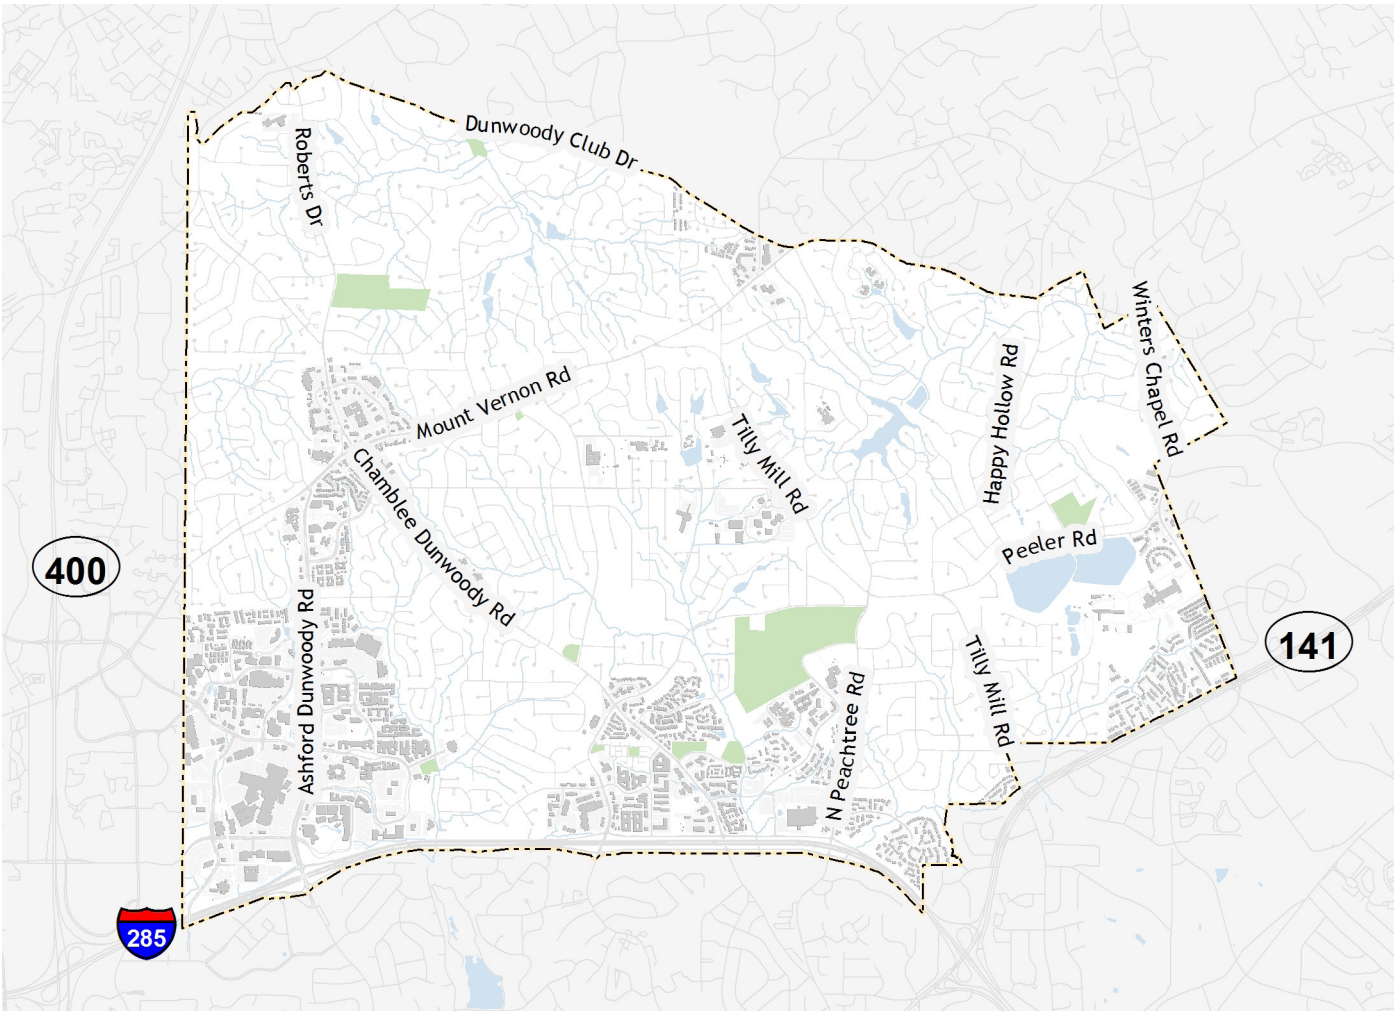 Dunwoody Club Dr
Roberts Dr
Winters Chapel Rd
Mount Vernon Rd
Happy Hollow Rd
Tilly Mill Rd
Chamblee Dunwoody Rd
Peeler Rd
400
Ashford Dunwoody Rd
141
Tilly Mill Rd
N Peachtree Rd
285